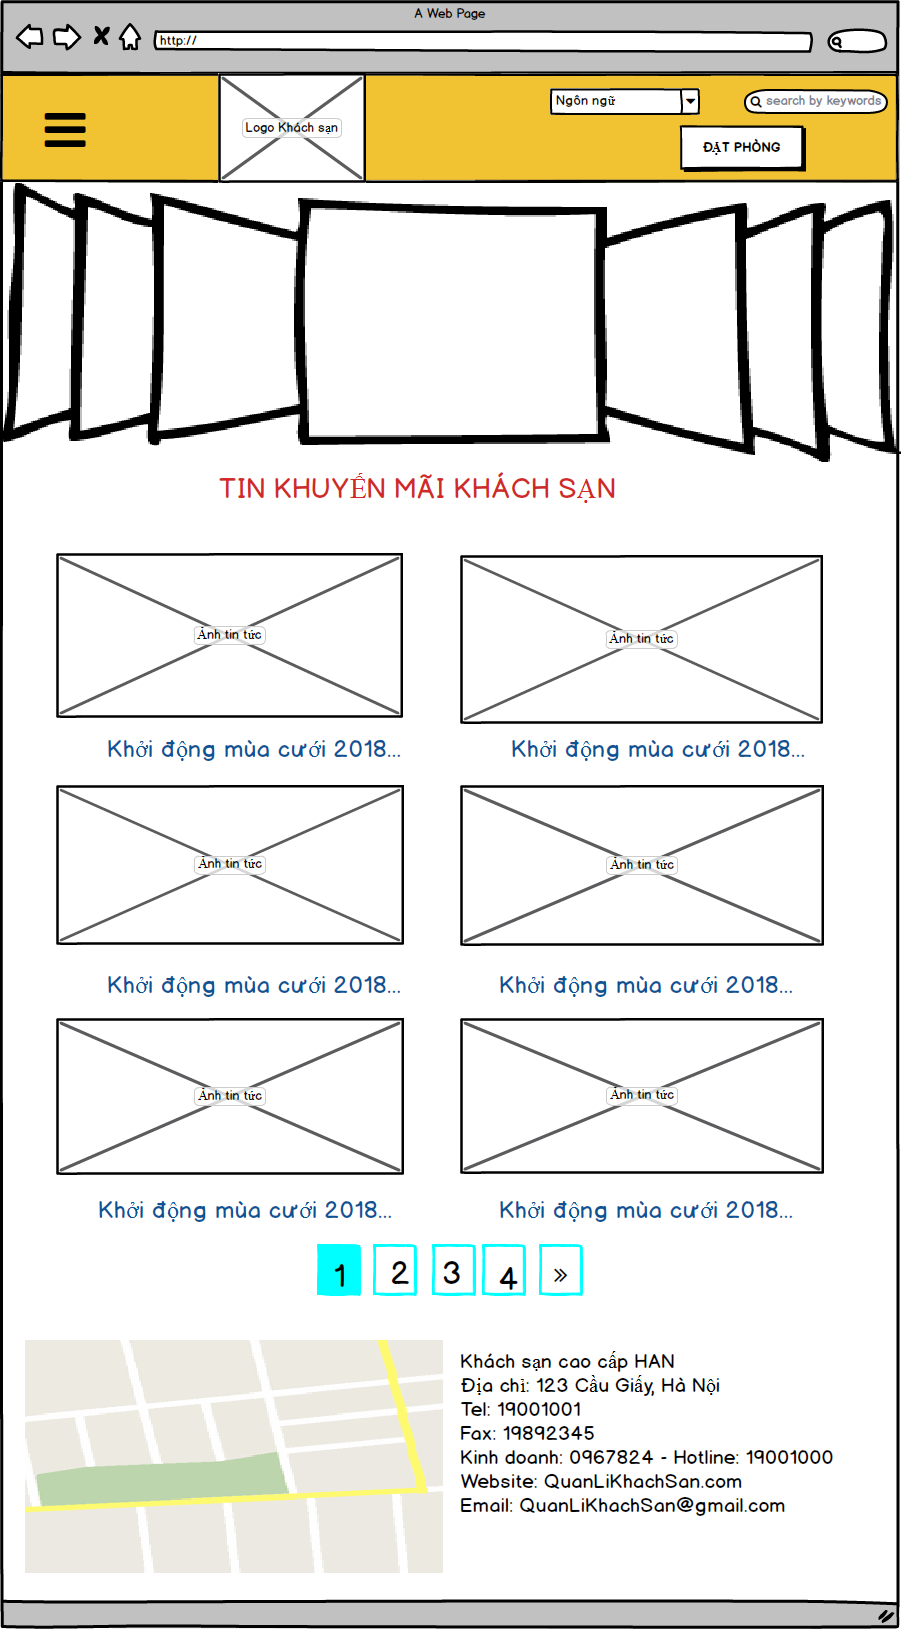 A Web Page
http://
Logo Khách sạn
Ngôn ngữ
search by keywords
ĐẶT PHÒNG
TIN KHUYẾN MÃI KHÁCH SẠN
Ảnh tin tức
Ảnh tin tức
Khởi động mùa cưới 2018...
Khởi động mùa cưới 2018...
Ảnh tin tức
Ảnh tin tức
Khởi động mùa cưới 2018...
Khởi động mùa cưới 2018...
Ảnh tin tức
Ảnh tin tức
Khởi động mùa cưới 2018...
Khởi động mùa cưới 2018...
1 2 3 4 »
Khách sạn cao cấp HAN
Địa chỉ: 123 Cầu Giấy, Hà Nội
Tel: 19001001
Fax: 19892345
Kinh doanh: 0967824 - Hotline: 19001000
Website: QuanLiKhachSan.com
Email: QuanLiKhachSan@gmail.com